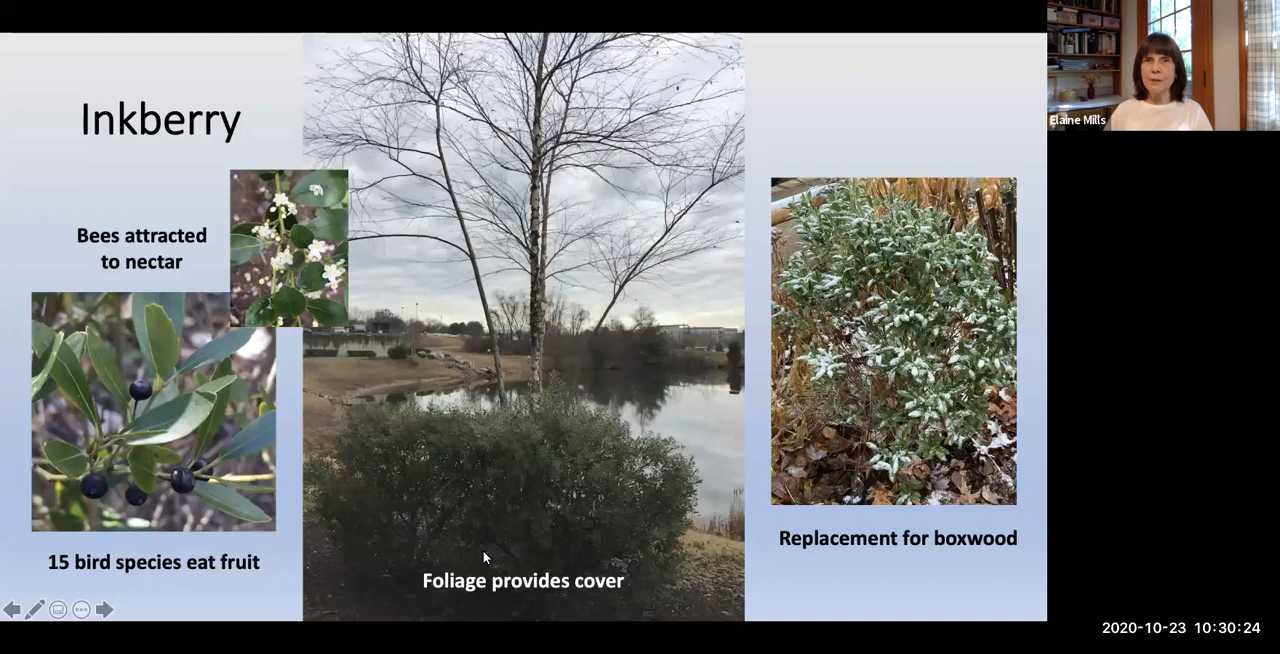 Inkberry
Bees attracted
to nectar
15 bird species eat fruit
Foliage provides cover
Replacement for boxwood
Elaine Mills
2020-10-23 10:30:24